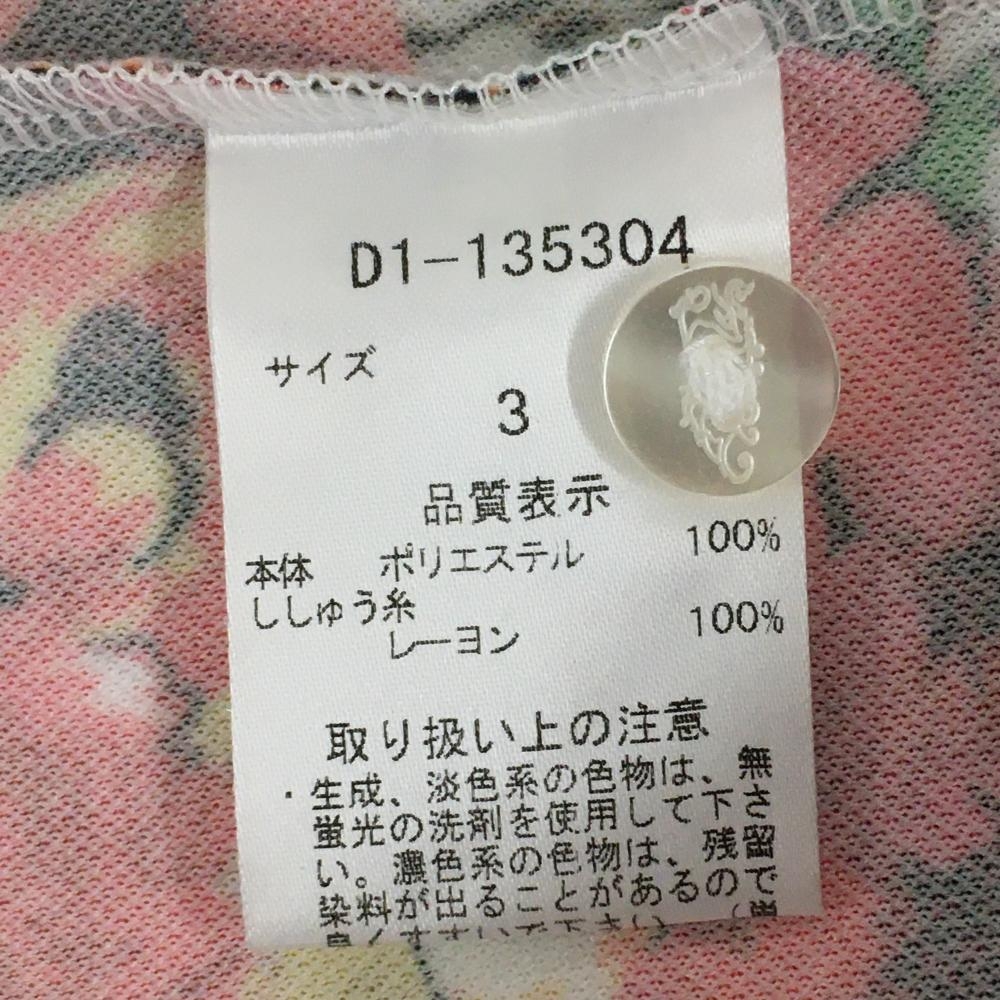 D1-135304
サイズ
3
品質表示
本体 ポリエステル 100%
ししゅう糸
レーヨン 100%
取り扱い上の注意
・生成、淡色系の色物は、無
蛍光の洗剤を使用して下さ
い。濃色系の色物は、残留
染料が出ることがあるので